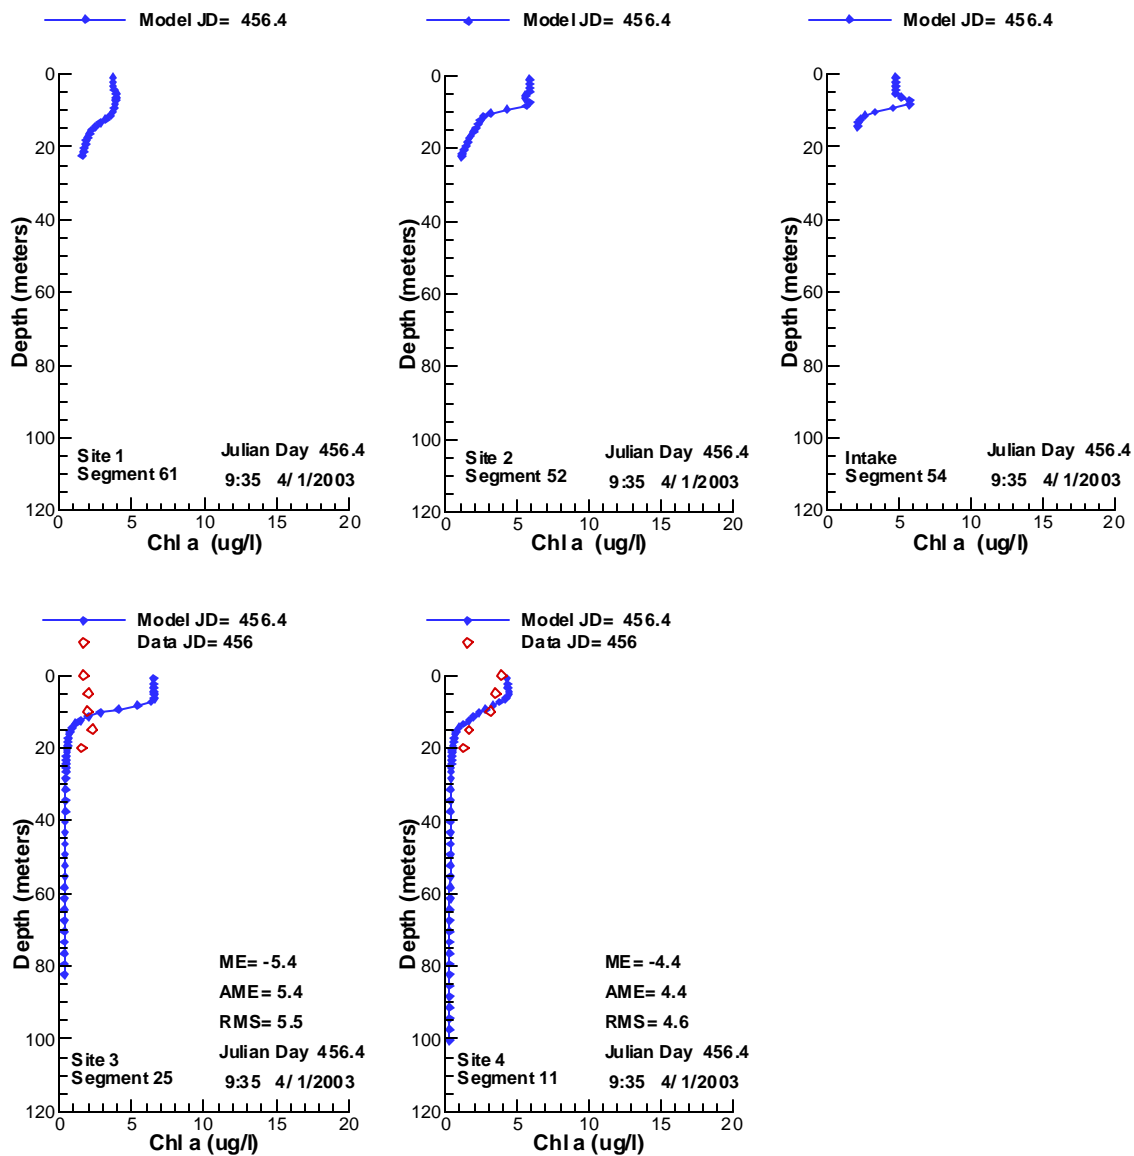 Model JD= 456.4
0
20
40
60
80
100
120
Depth (meters)
Site 1
Segment 61
Julian Day 456.4
9:35 4/ 1/2003
0 5 10 15 20
Chl a (ug/l)
Model JD= 456.4
0
20
40
60
80
100
120
Depth (meters)
Site 2
Segment 52
Julian Day 456.4
9:35 4/ 1/2003
0 5 10 15 20
Chl a (ug/l)
Model JD= 456.4
0
20
40
60
80
100
120
Depth (meters)
Intake
Segment 54
Julian Day 456.4
9:35 4/ 1/2003
0 5 10 15 20
Chl a (ug/l)
Model JD= 456.4
Data JD= 456
0
20
40
60
80
100
120
Depth (meters)
ME= -5.4
AME= 5.4
RMS= 5.5
Site 3
Segment 25
Julian Day 456.4
9:35 4/ 1/2003
0 5 10 15 20
Chl a (ug/l)
Model JD= 456.4
Data JD= 456
0
20
40
60
80
100
120
Depth (meters)
ME= -4.4
AME= 4.4
RMS= 4.6
Site 4
Segment 11
Julian Day 456.4
9:35 4/ 1/2003
0 5 10 15 20
Chl a (ug/l)